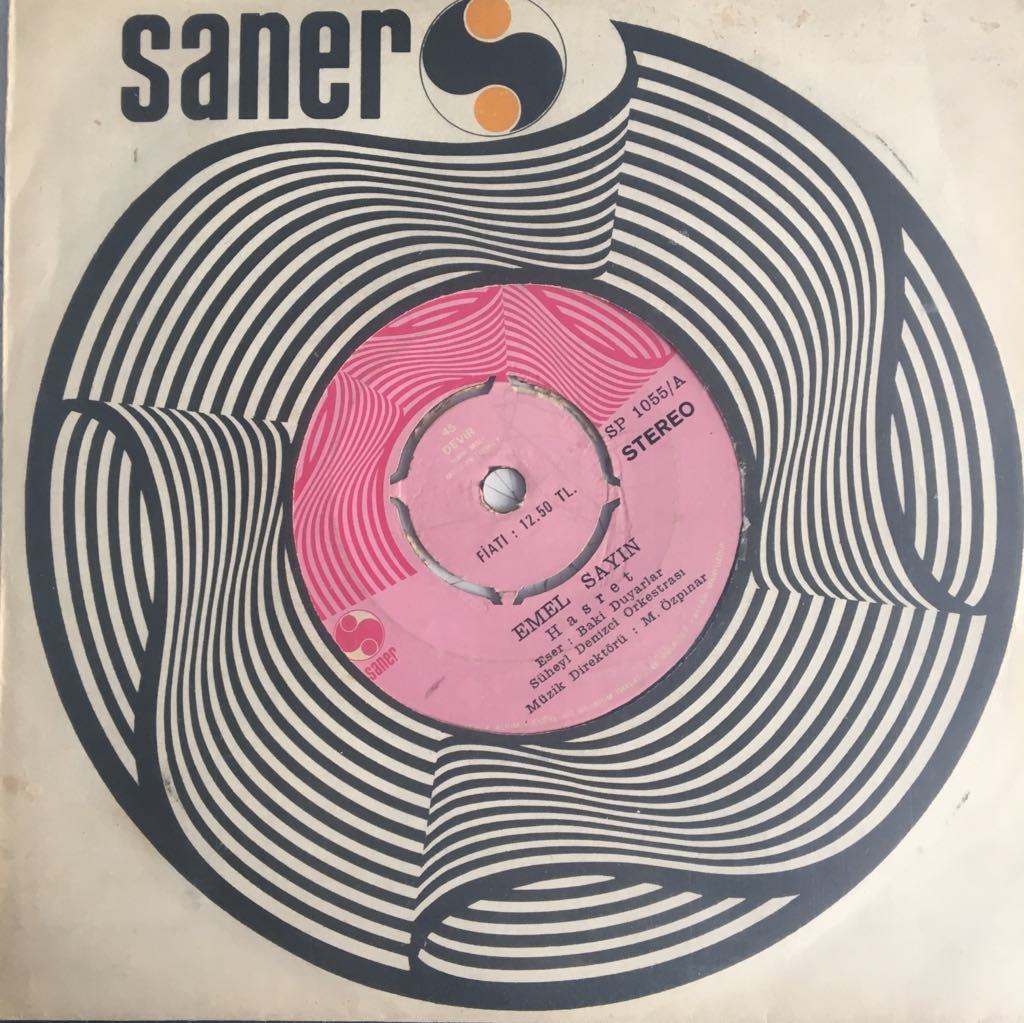 saner
45
DEVİR
SP 1055/A
STEREO
FİATI : 12.50 TL.
EMEL SAYIN
Hasret
Eser : Baki Duyarlar
Süheyl Denizci Orkestrası
Müzik Direktörü : M. Özpınar
saner